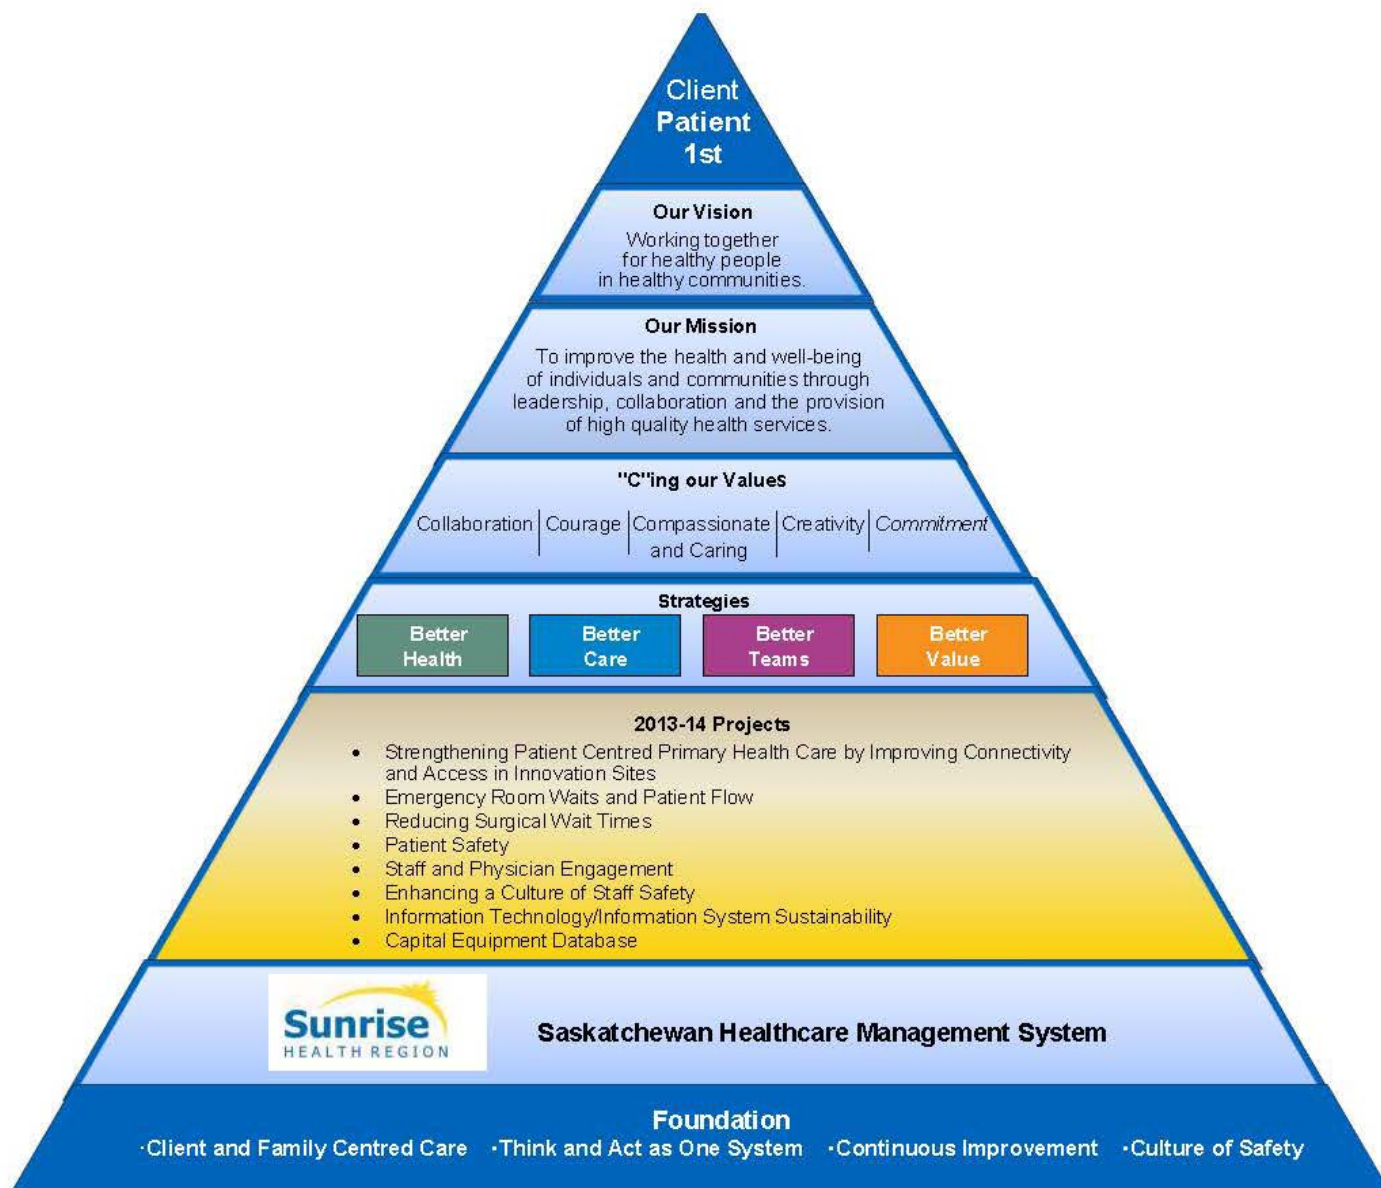 Client
Patient
1st
Our Vision
Working together
for healthy people
in healthy communities.
Our Mission
To improve the health and well-being
of individuals and communities through
leadership, collaboration and the provision
of high quality health services.
"C"ing our Values
Collaboration Courage Compassionate Creativity Commitment
and Caring
Strategies
Better Better Better Better
Health Care Teams Value
2013-14 Projects
• Strengthening Patient Centred Primary Health Care by Improving Connectivity
and Access in Innovation Sites
• Emergency Room Waits and Patient Flow
• Reducing Surgical Wait Times
• Patient Safety
• Staff and Physician Engagement
• Enhancing a Culture of Staff Safety
• Information Technology/Information System Sustainability
• Capital Equipment Database
Sunrise
HEALTH REGION
Saskatchewan Healthcare Management System
Foundation
·Client and Family Centred Care ·Think and Act as One System ·Continuous Improvement ·Culture of Safety